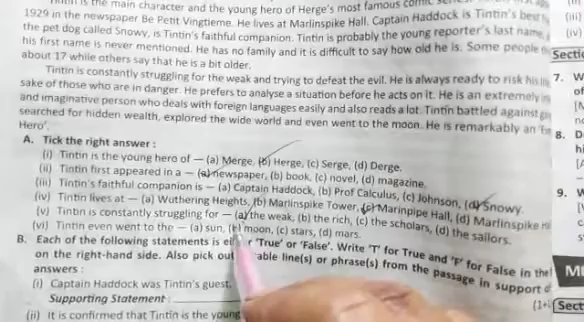 is the main character and the young hero of Herge's most famous comic
1929 in the newspaper Be Petit Vingtieme. He lives at Marlinspike Hall. Captain Haddock is Tintin's best
the pet dog called Snowy, is Tintin's faithful companion. Tintin is probably the young reporter's last name,
his first name is never mentioned. He has no family and it is difficult to say how old he is. Some people
about 17 while others say that he is a bit older.
Tintin is constantly struggling for the weak and trying to defeat the evil. He is always ready to risk his
sake of those who are in danger. He prefers to analyse a situation before he acts on it. He is an extremely
and imaginative person who deals with foreign languages easily and also reads a lot. Tintin battled against
searched for hidden wealth, explored the wide world and even went to the moon. He is remarkably an
Hero'.
A. Tick the right answer :
(i) Tintin is the young hero of — (a) Merge, (b) Herge, (c) Serge, (d) Derge.
(ii) Tintin first appeared in a — (a) newspaper, (b) book, (c) novel, (d) magazine.
(iii) Tintin's faithful companion is — (a) Captain Haddock, (b) Prof Calculus, (c) Johnson, (d) Snowy.
(iv) Tintin lives at — (a) Wuthering Heights, (b) Marlinspike Tower, (c) Marinpipe Hall, (d) Marlinspike
(v) Tintin is constantly struggling for — (a) the weak, (b) the rich, (c) the scholars, (d) the sailors.
(vi) Tintin even went to the — (a) sun, (b) moon, (c) stars, (d) mars.
B. Each of the following statements is 'True' or 'False'. Write 'T' for True and 'F' for False in the
on the right-hand side. Also pick out line(s) or phrase(s) from the passage in support
answers :
(i) Captain Haddock was Tintin's guest.
Supporting Statement :
(ii) It is confirmed that Tintin is the young
(iii)
(iv)
Sectio
7. W
of
8. D
hi
9. W
Sect